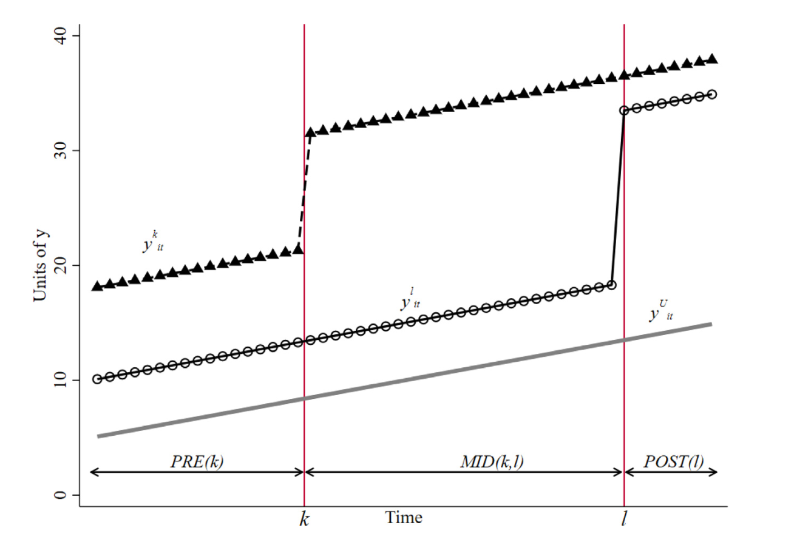 40
30
20
10
0
Units of y
y^k_it
y^l_it
y^U_it
PRE(k)
MID(k,l)
POST(l)
k
Time
l